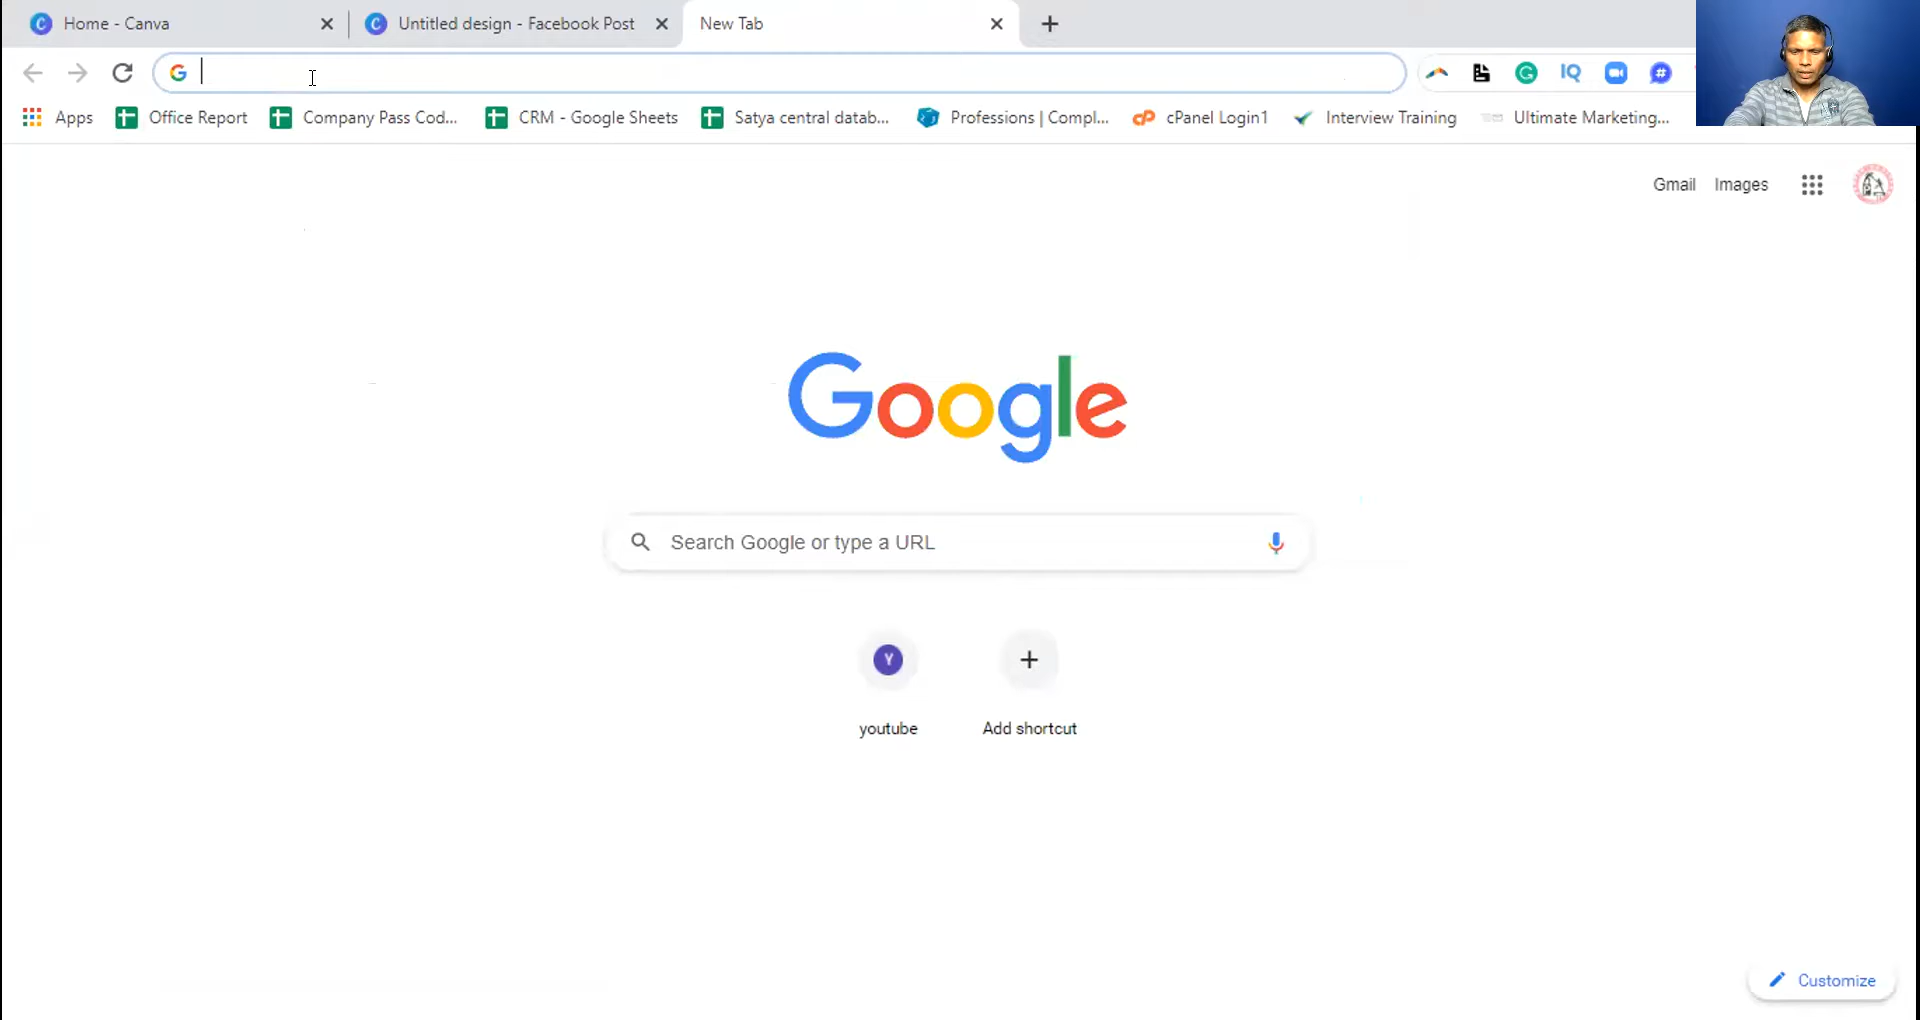 Home - Canva
Untitled design - Facebook Post
New Tab
Apps
Office Report
Company Pass Cod...
CRM - Google Sheets
Satya central datab...
Professions | Compl...
cPanel Login1
Interview Training
Ultimate Marketing...
Gmail
Images
Google
Search Google or type a URL
Y
youtube
Add shortcut
Customize